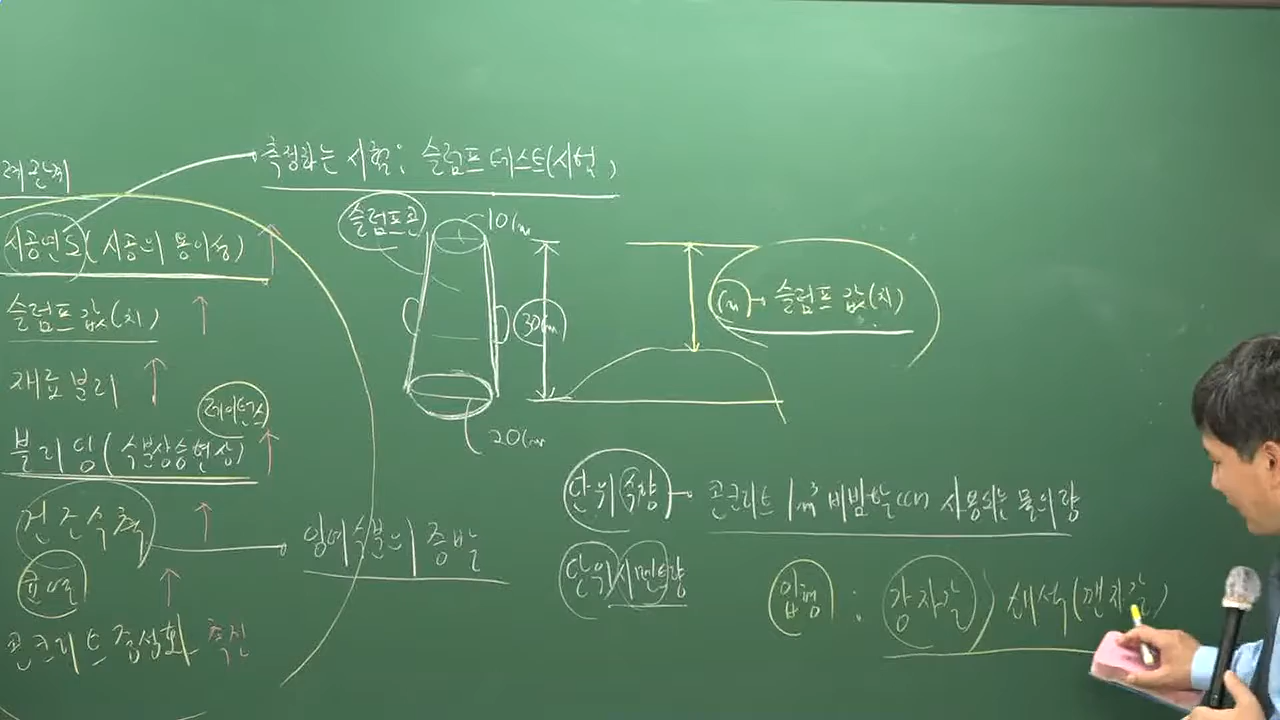 례관계
측정하는 시험: 슬럼프 테스트(시험)
시공연도(시공의 용이성) ↑
슬럼프 값(치) ↑
재료 분리 ↑
레이턴스
블리딩(수분상승현상) ↑
건조수축 ↑
잉여수분의 증발
균열 ↑
콘크리트 중성화 촉진
슬럼프콘
10cm
30cm
20cm
cm → 슬럼프 값(치)
단위수량 → 콘크리트 1m³ 비빔할 때 사용되는 물의 량
단위시멘트량
입형 : 강자갈 > 쇄석(깬자갈)